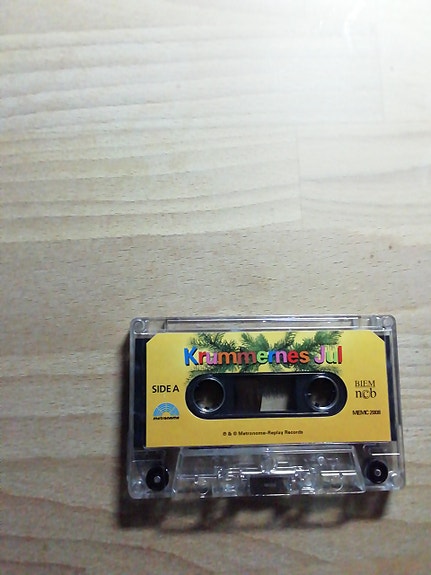 Krummernes Jul
SIDE A
BIEM
ncb
metronome
MEMC 2808
℗ & © Metronome-Replay Records